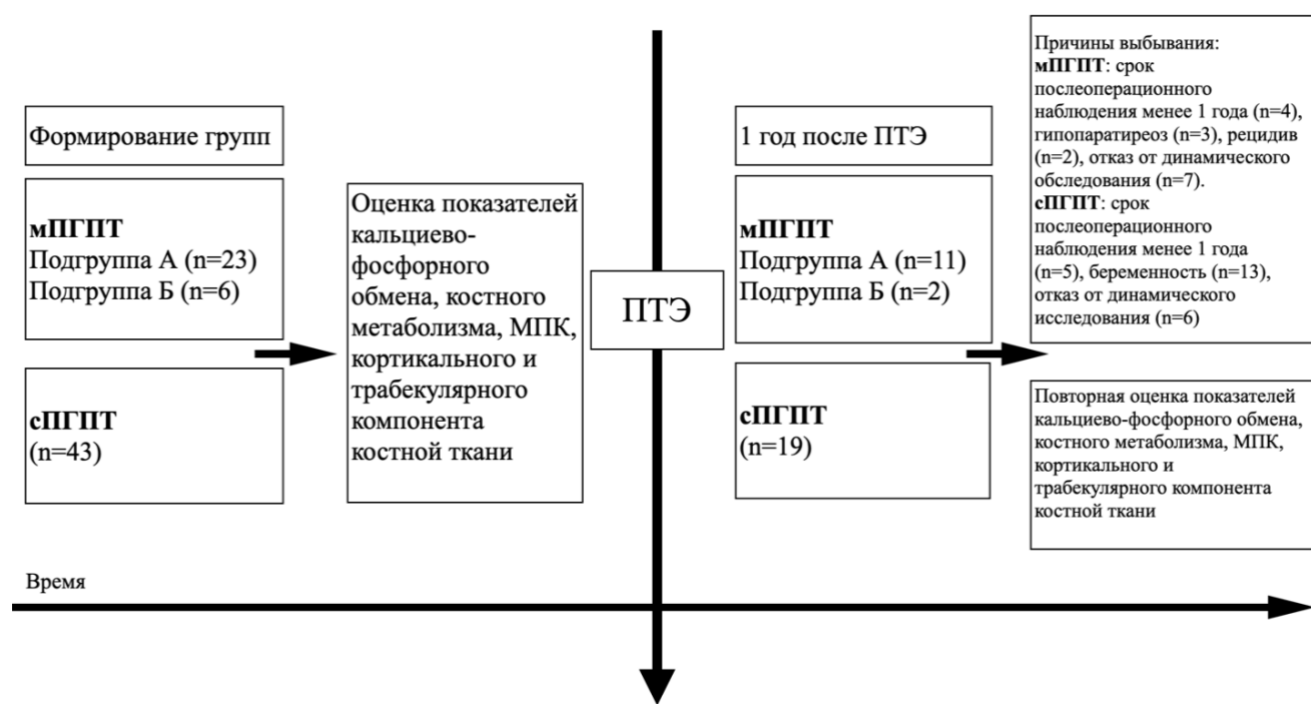 Формирование групп
мПГПТ
Подгруппа А (n=23)
Подгруппа Б (n=6)
сПГПТ
(n=43)
Оценка показателей
кальциево-
фосфорного
обмена, костного
метаболизма, МПК,
кортикального и
трабекулярного
компонента
костной ткани
ПТЭ
1 год после ПТЭ
мПГПТ
Подгруппа А (n=11)
Подгруппа Б (n=2)
сПГПТ
(n=19)
Причины выбывания:
мПГПТ: срок
послеоперационного
наблюдения менее 1 года (n=4),
гипопаратиреоз (n=3), рецидив
(n=2), отказ от динамического
обследования (n=7).
сПГПТ: срок
послеоперационного
наблюдения менее 1 года
(n=5), беременность (n=13),
отказ от динамического
исследования (n=6)
Повторная оценка показателей
кальциево-фосфорного обмена,
костного метаболизма, МПК,
кортикального и
трабекулярного компонента
костной ткани
Время